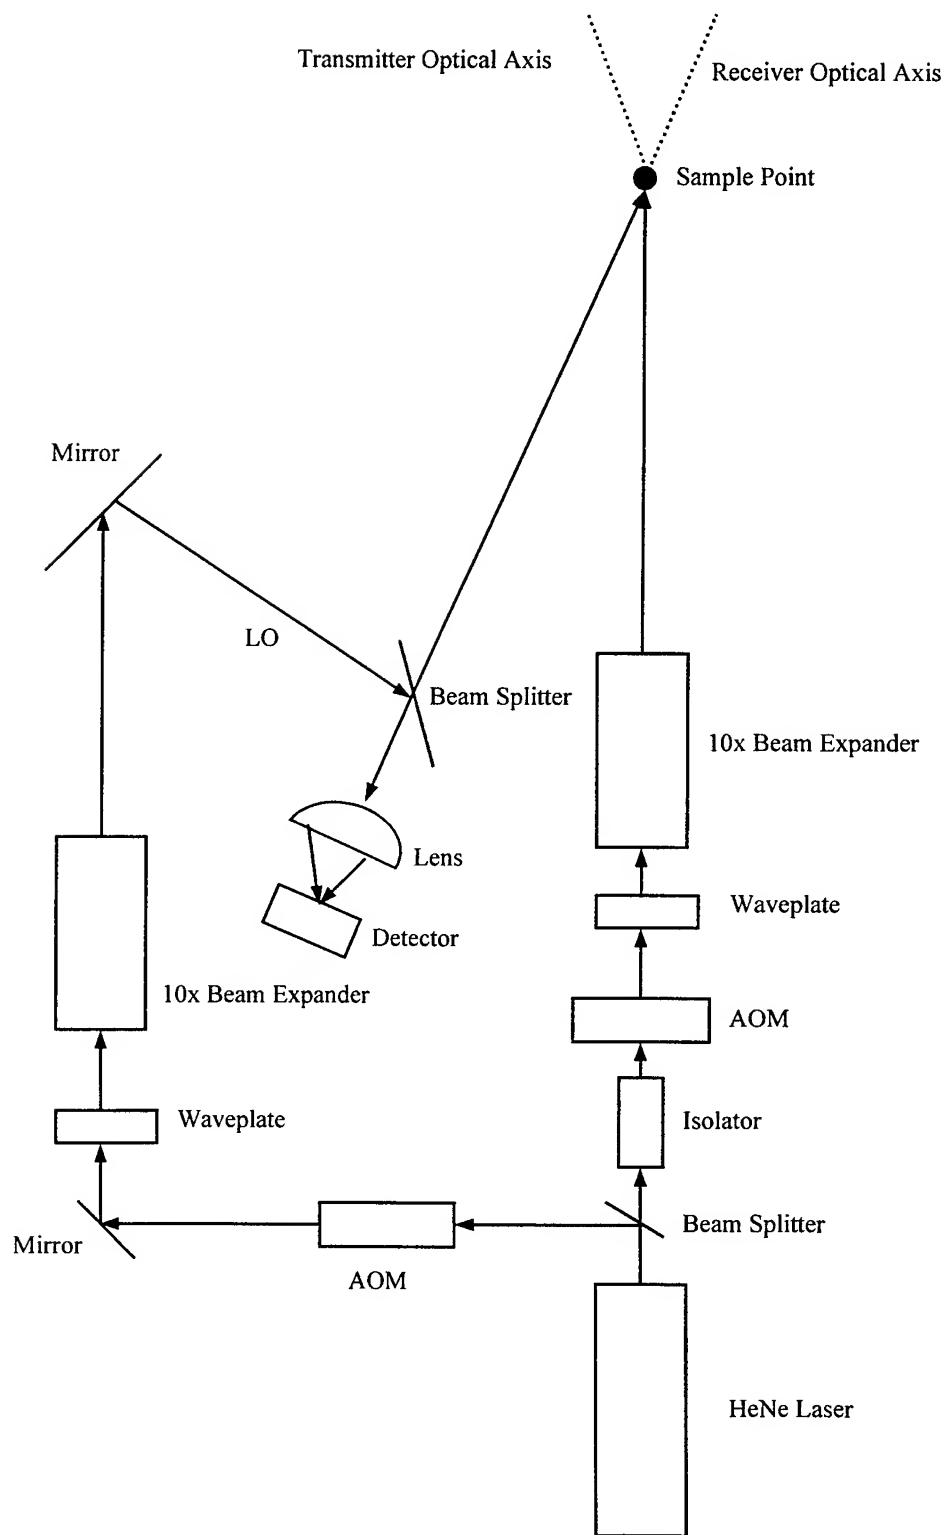 Transmitter Optical Axis
Receiver Optical Axis
Sample Point
Mirror
LO
Beam Splitter
10x Beam Expander
Lens
Waveplate
Detector
10x Beam Expander
AOM
Waveplate
Isolator
Beam Splitter
Mirror
AOM
HeNe Laser